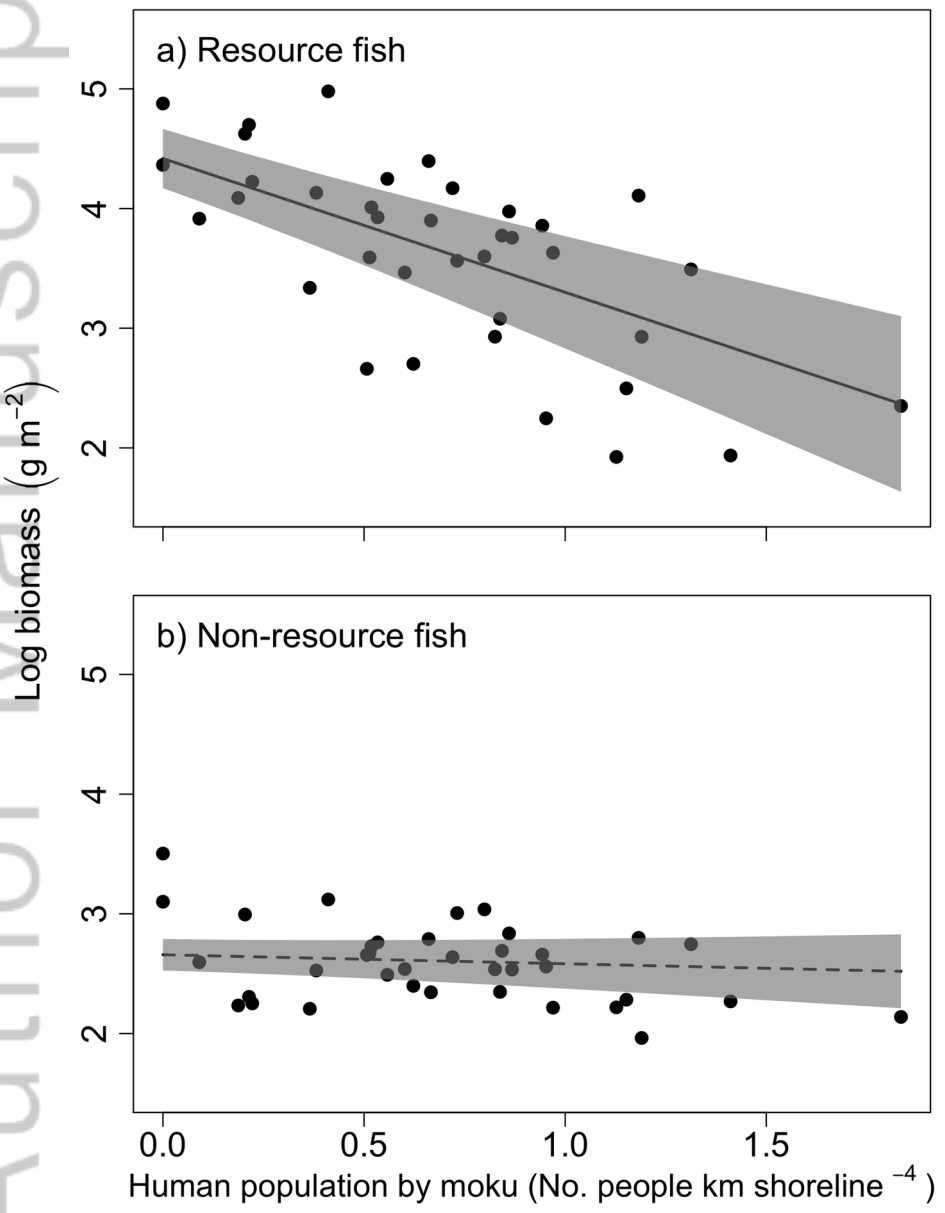 a) Resource fish
5
4
3
2
Log biomass (g m⁻²)
b) Non-resource fish
5
4
3
2
0.0 0.5 1.0 1.5
Human population by moku (No. people km shoreline ⁻⁴ )